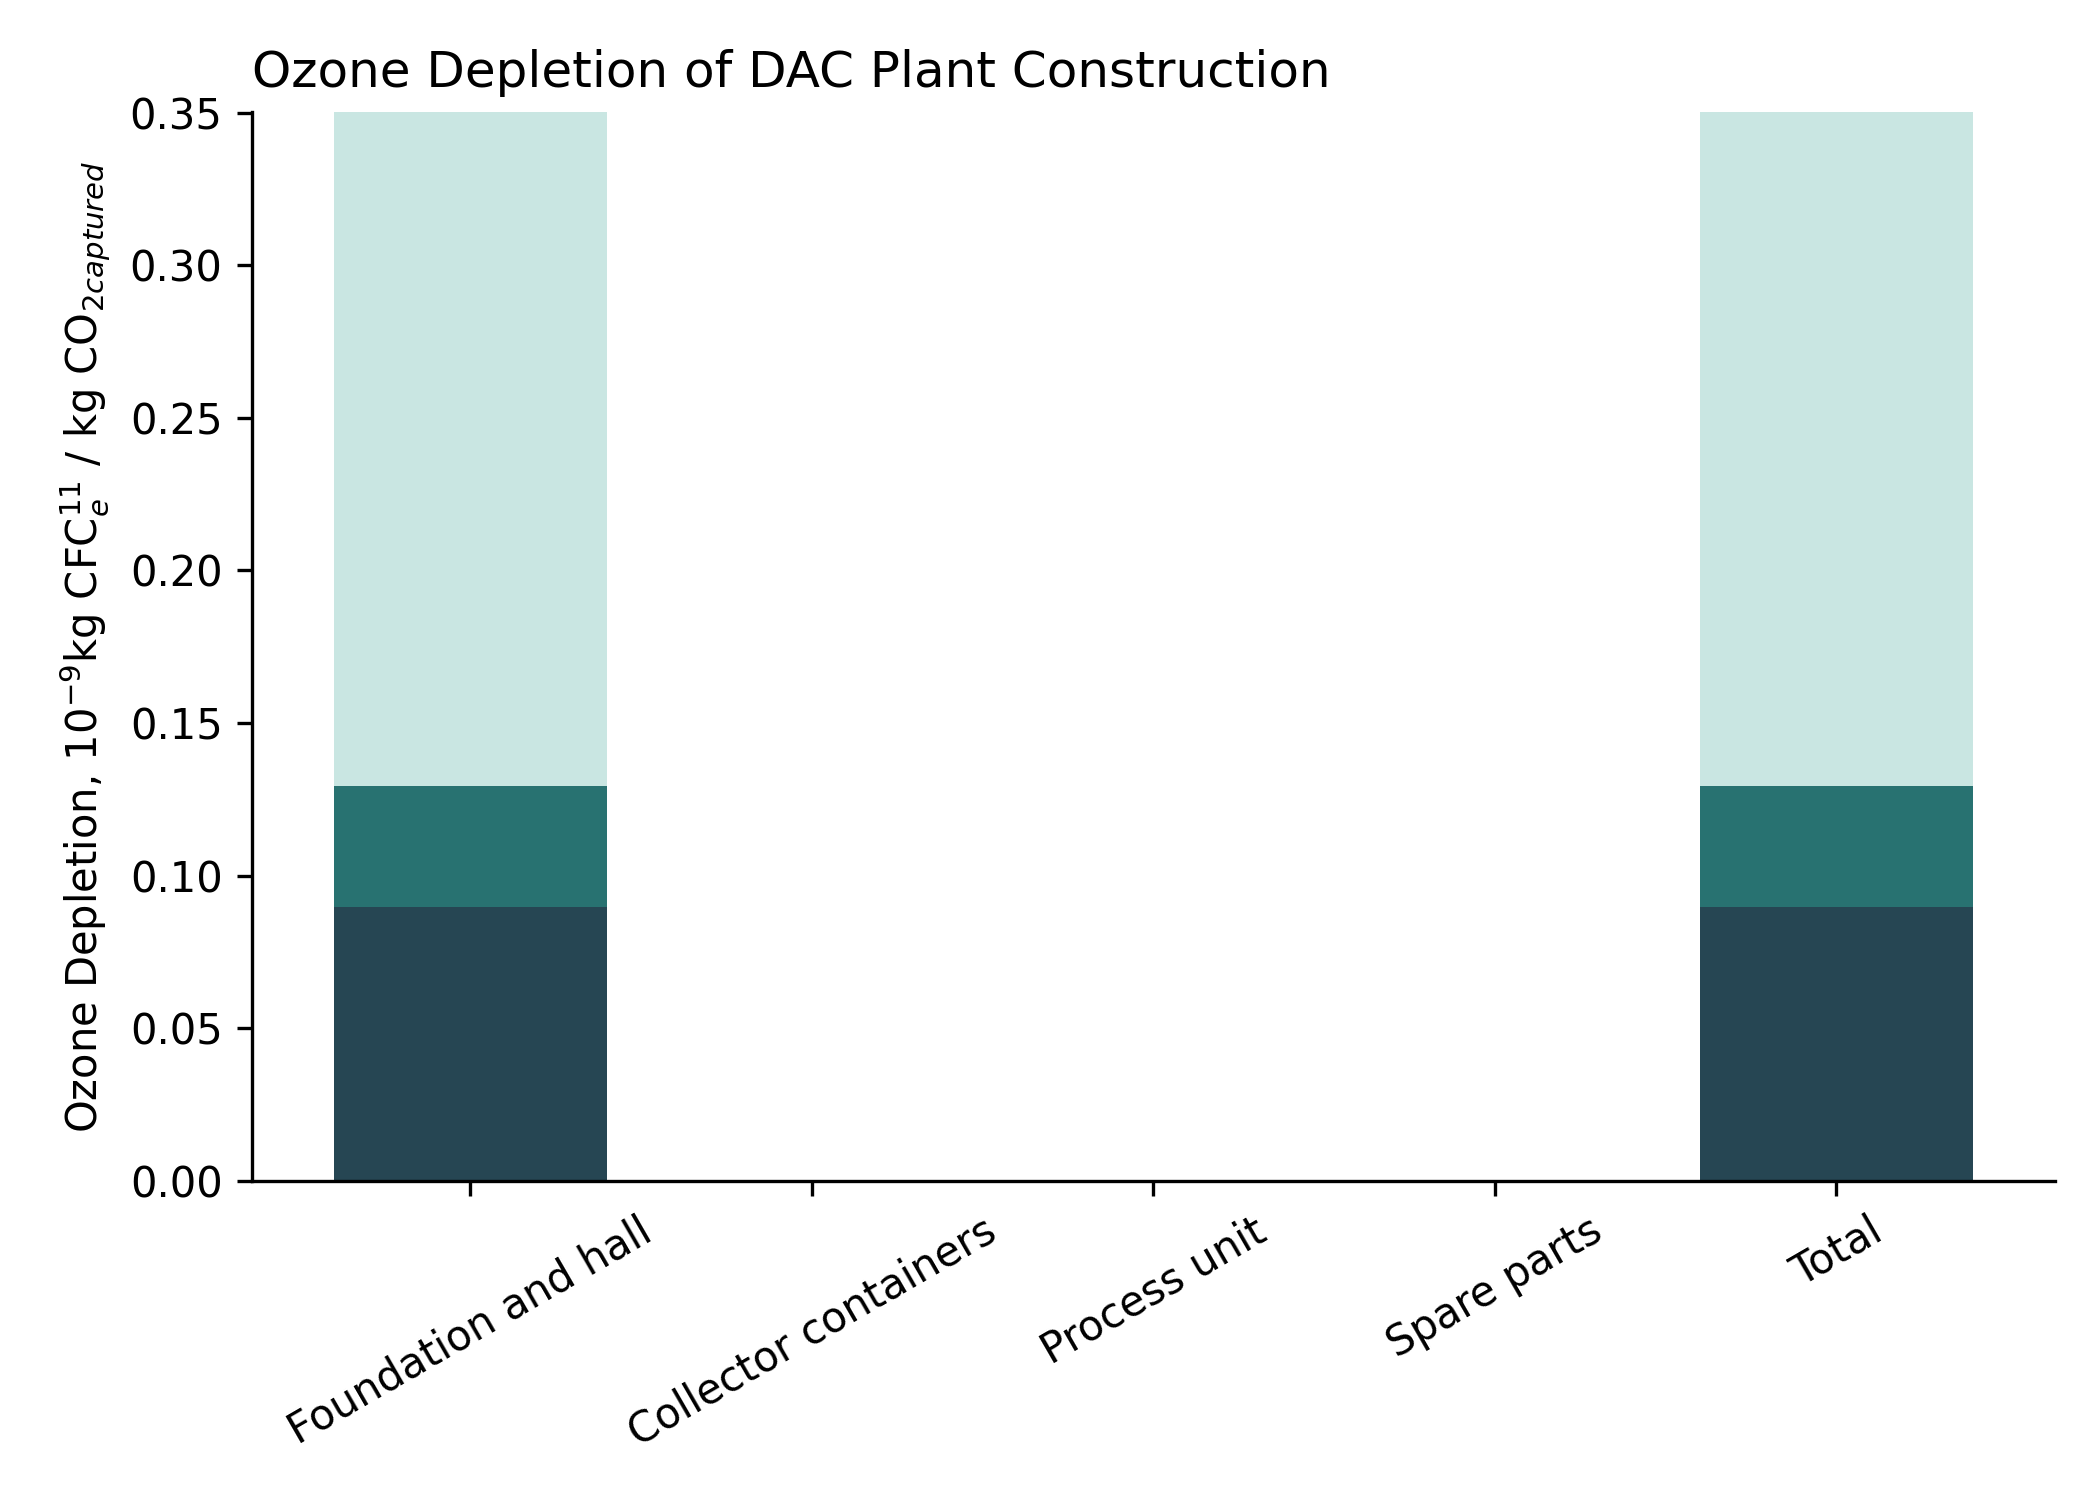 Ozone Depletion of DAC Plant Construction
Ozone Depletion, 10⁻⁹kg CFC¹¹ₑ / kg CO₂captured
0.35
0.30
0.25
0.20
0.15
0.10
0.05
0.00
Foundation and hall
Collector containers
Process unit
Spare parts
Total